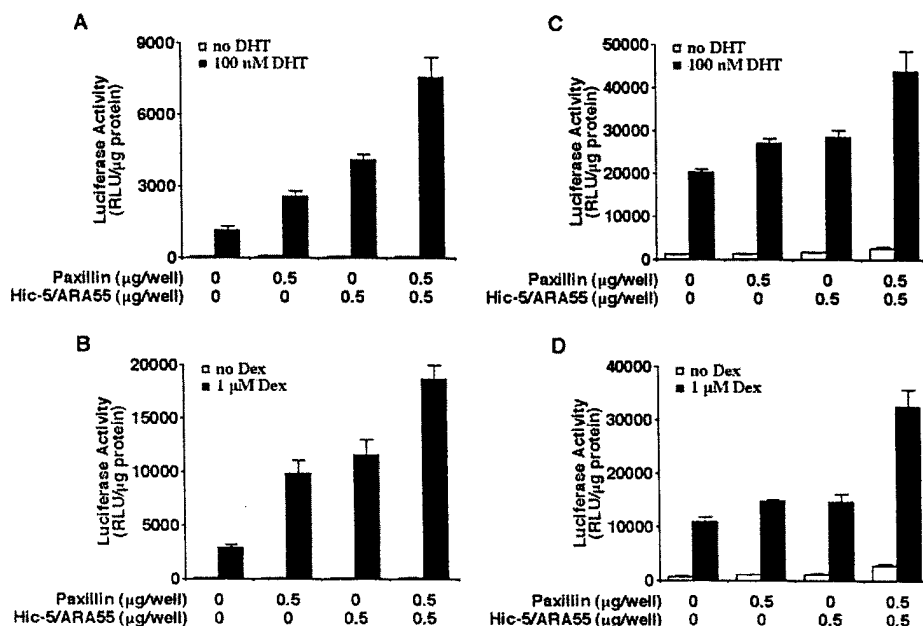 A
no DHT
100 nM DHT
9000
6000
3000
0
Luciferase Activity
(RLU/µg protein)
Paxillin (µg/well) 0 0.5 0 0.5
Hic-5/ARA55 (µg/well) 0 0 0.5 0.5
C
no DHT
100 nM DHT
50000
40000
30000
20000
10000
0
Luciferase Activity
(RLU/µg protein)
Paxillin (µg/well) 0 0.5 0 0.5
Hic-5/ARA55 (µg/well) 0 0 0.5 0.5
B
no Dex
1 µM Dex
20000
15000
10000
5000
0
Luciferase Activity
(RLU/µg protein)
Paxillin (µg/well) 0 0.5 0 0.5
Hic-5/ARA55 (µg/well) 0 0 0.5 0.5
D
no Dex
1 µM Dex
40000
30000
20000
10000
0
Luciferase Activity
(RLU/µg protein)
Paxillin (µg/well) 0 0.5 0 0.5
Hic-5/ARA55 (µg/well) 0 0 0.5 0.5